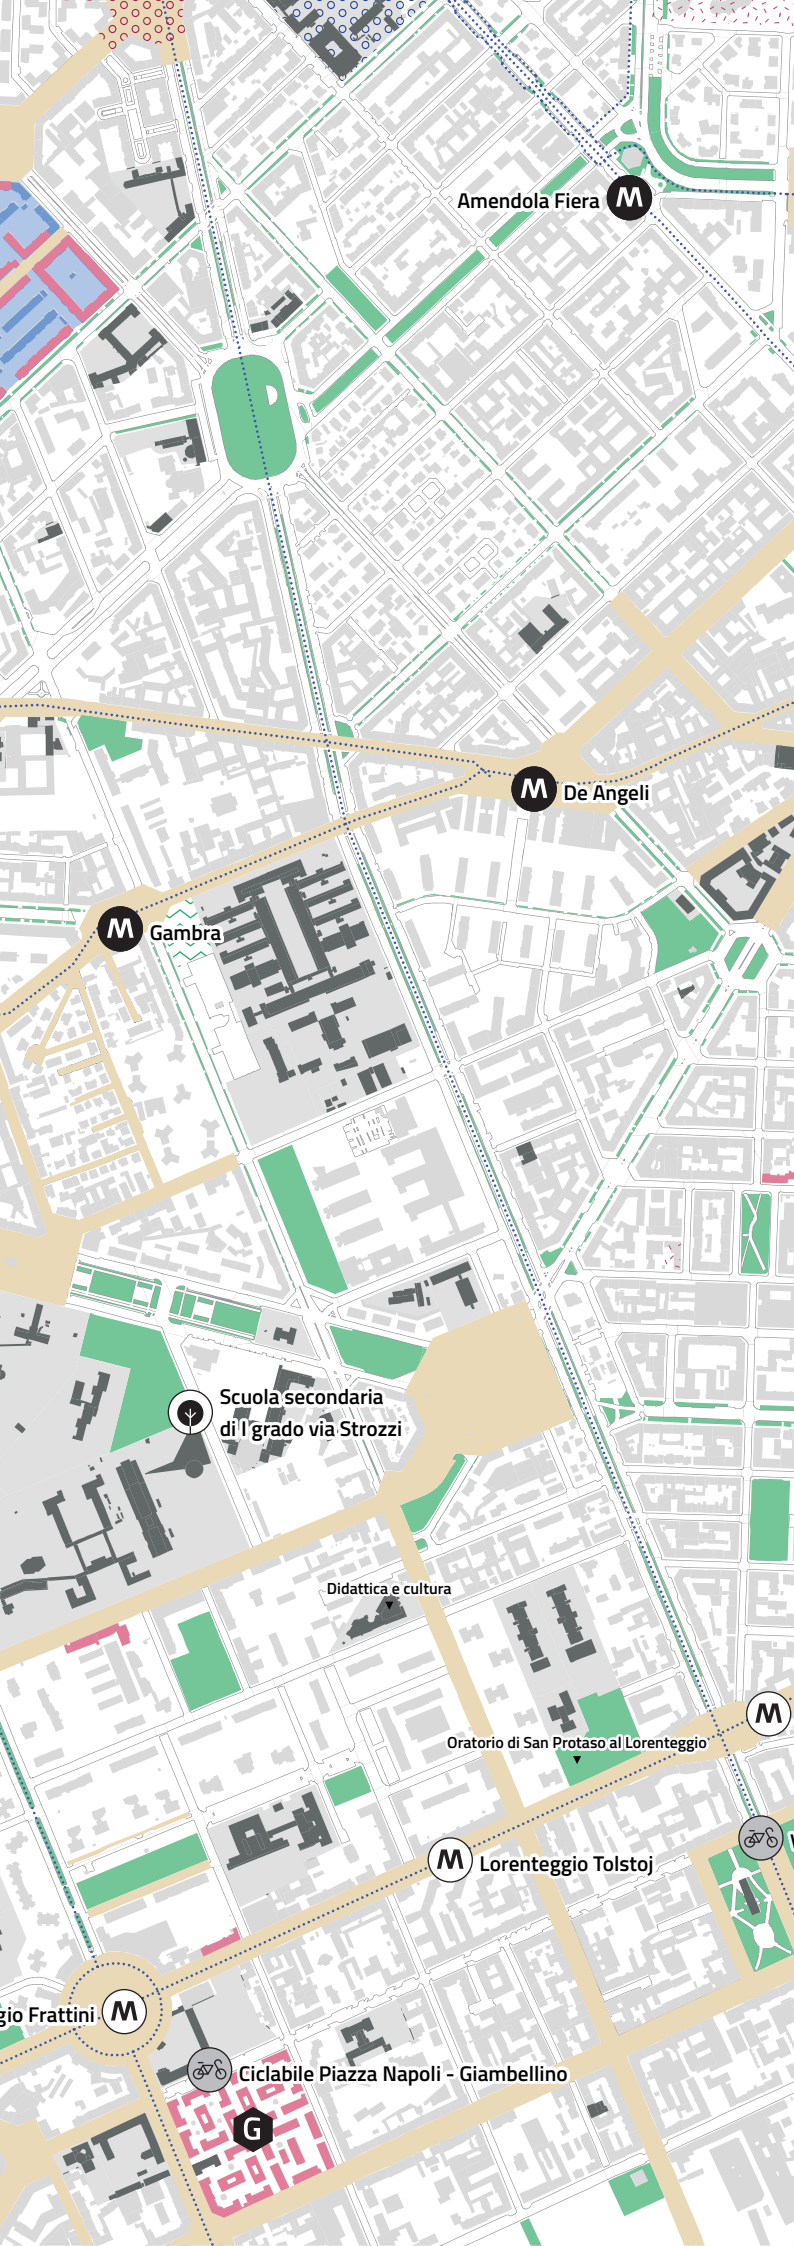 Amendola Fiera M
M De Angeli
M Gambra
Scuola secondaria
di I grado via Strozzi
Didattica e cultura
M
Oratorio di San Protaso al Lorenteggio
M Lorenteggio Tolstoj
gio Frattini M
Ciclabile Piazza Napoli - Giambellino
G